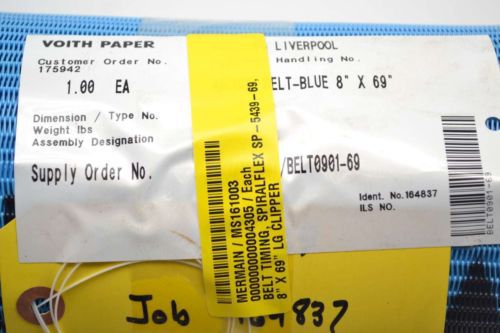 VOITH PAPER
LIVERPOOL
Customer Order No.
Handling No.
175942
1.00 EA
ELT-BLUE 8" X 69"
Dimension / Type No.
Weight lbs
Assembly Designation
Supply Order No.
/BELT0901-69
Ident. No. 164837
ILS NO.
BELT0901-69
MERMAIN / MS161003
000000000004305 / Each
BELT TIMING, SPIRALFLEX SP-5439-69,
8" X 69" LG CLIPPER
Job 64837